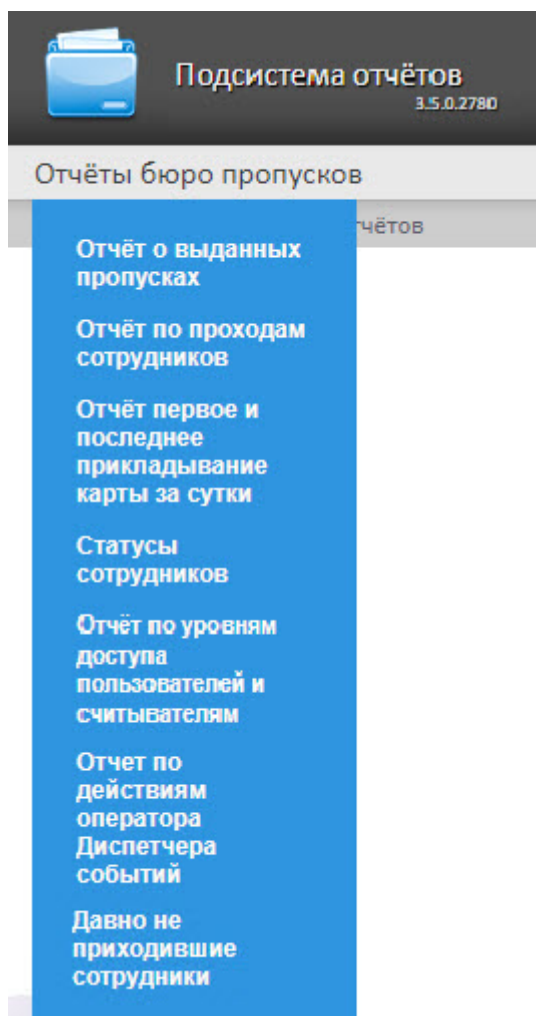 Подсистема отчётов
3.5.0.2780
Отчёты бюро пропусков
чётов
Отчёт о выданных
пропусках
Отчёт по проходам
сотрудников
Отчёт первое и
последнее
прикладывание
карты за сутки
Статусы
сотрудников
Отчёт по уровням
доступа
пользователей и
считывателям
Отчет по
действиям
оператора
Диспетчера
событий
Давно не
приходившие
сотрудники